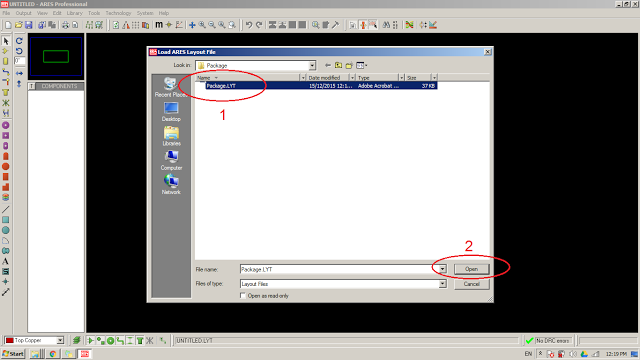 UNTITLED - ARES Professional
File Output View Edit Library Tools Technology System Help
Load ARES Layout File
Look in: Package
Name Date modified Type Size
Package.LYT 15/12/2015 12:1... Adobe Acrobat ... 37 KB
Recent Places
Desktop
Libraries
Computer
Network
1
2
File name: Package.LYT Open
Files of type: Layout Files Cancel
Open as read-only
0°
T COMPONENTS
A
Top Copper
UNTITLED.LYT
No DRC errors
Start
EN
12:19 PM